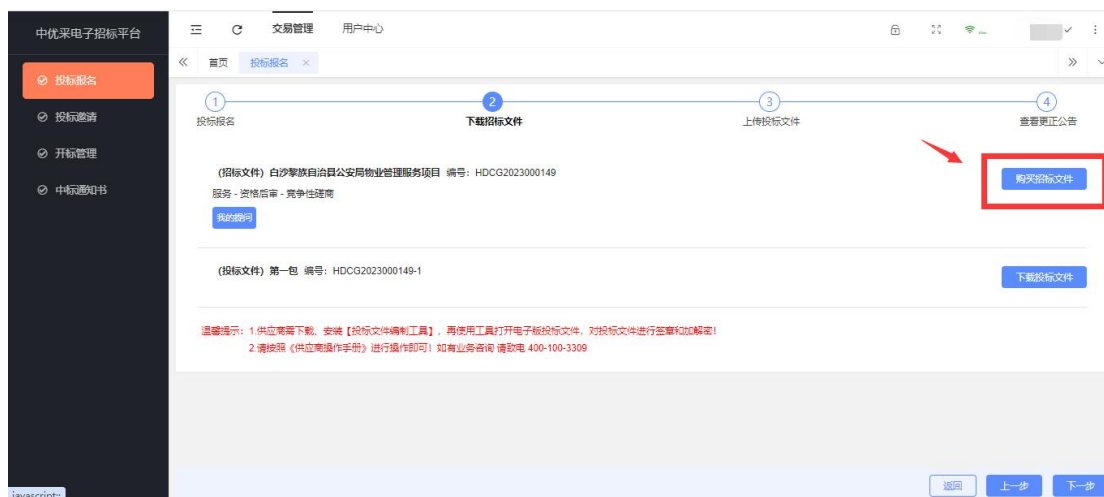 中优采电子招标平台
交易管理
用户中心
首页
投标报名 ×
投标报名
投标邀请
开标管理
中标通知书
1
2
3
4
投标报名
下载招标文件
上传投标文件
查看更正公告
(招标文件) 白沙黎族自治县公安局物业管理服务项目 编号：HDCG2023000149
购买招标文件
服务 - 资格后审 - 竞争性磋商
我的提问
(投标文件) 第一包 编号：HDCG2023000149-1
下载投标文件
温馨提示：1.供应商需下载、安装【投标文件编制工具】，再使用工具打开电子版投标文件，对投标文件进行签章和加解密！
2.请按照《供应商操作手册》进行操作即可！如有业务咨询 请致电 400-100-3309
返回
上一步
下一步
javascript:;